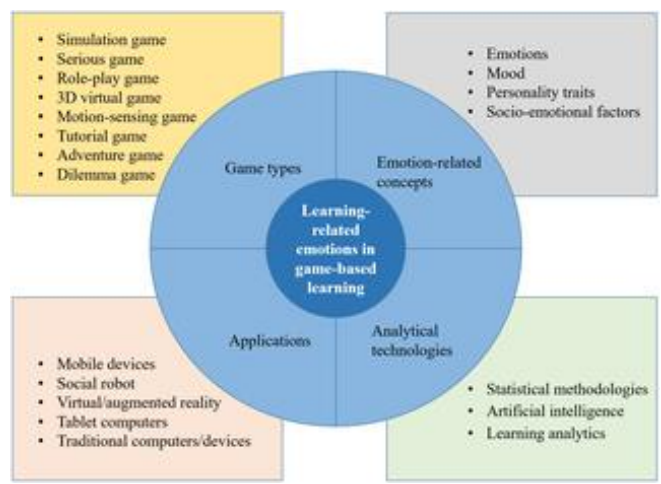 • Simulation game
• Serious game
• Role-play game
• 3D virtual game
• Motion-sensing game
• Tutorial game
• Adventure game
• Dilemma game
• Emotions
• Mood
• Personality traits
• Socio-emotional factors
Game types
Emotion-related
concepts
Learning-
related
emotions in
game-based
learning
Applications
Analytical
technologies
• Mobile devices
• Social robot
• Virtual/augmented reality
• Tablet computers
• Traditional computers/devices
• Statistical methodologies
• Artificial intelligence
• Learning analytics